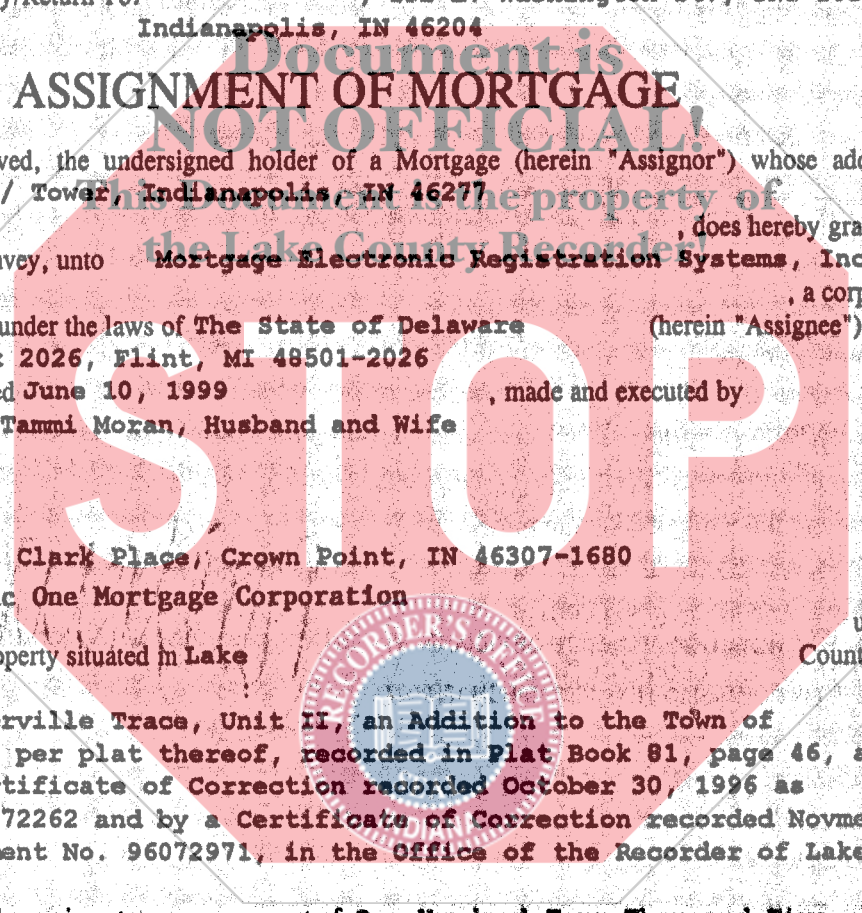 Indianapolis, IN 46204
Document is
ASSIGNMENT OF MORTGAGE
NOT OFFICIAL!
ved, the undersigned holder of a Mortgage (herein "Assignor") whose add
/ Tower, Indianapolis, IN 46277
This Document is the property of
, does hereby gra
the Lake County Recorder!
nvey, unto Mortgage Electronic Registration Systems, Inc
, a corp
under the laws of The State of Delaware (herein "Assignee")
2026, Flint, MI 48501-2026
ed June 10, 1999 , made and executed by
Tammi Moran, Husband and Wife
STOP
Clark Place, Crown Point, IN 46307-1680
c One Mortgage Corporation
RECORDER'S OFFICE
operty situated in Lake Count
rville Trace, Unit II, an Addition to the Town of
per plat thereof, recorded in Plat Book 81, page 46, a
tificate of Correction recorded October 30, 1996 as
72262 and by a Certificate of Correction recorded Novme
INDIANA
ent No. 96072971, in the Office of the Recorder of Lake